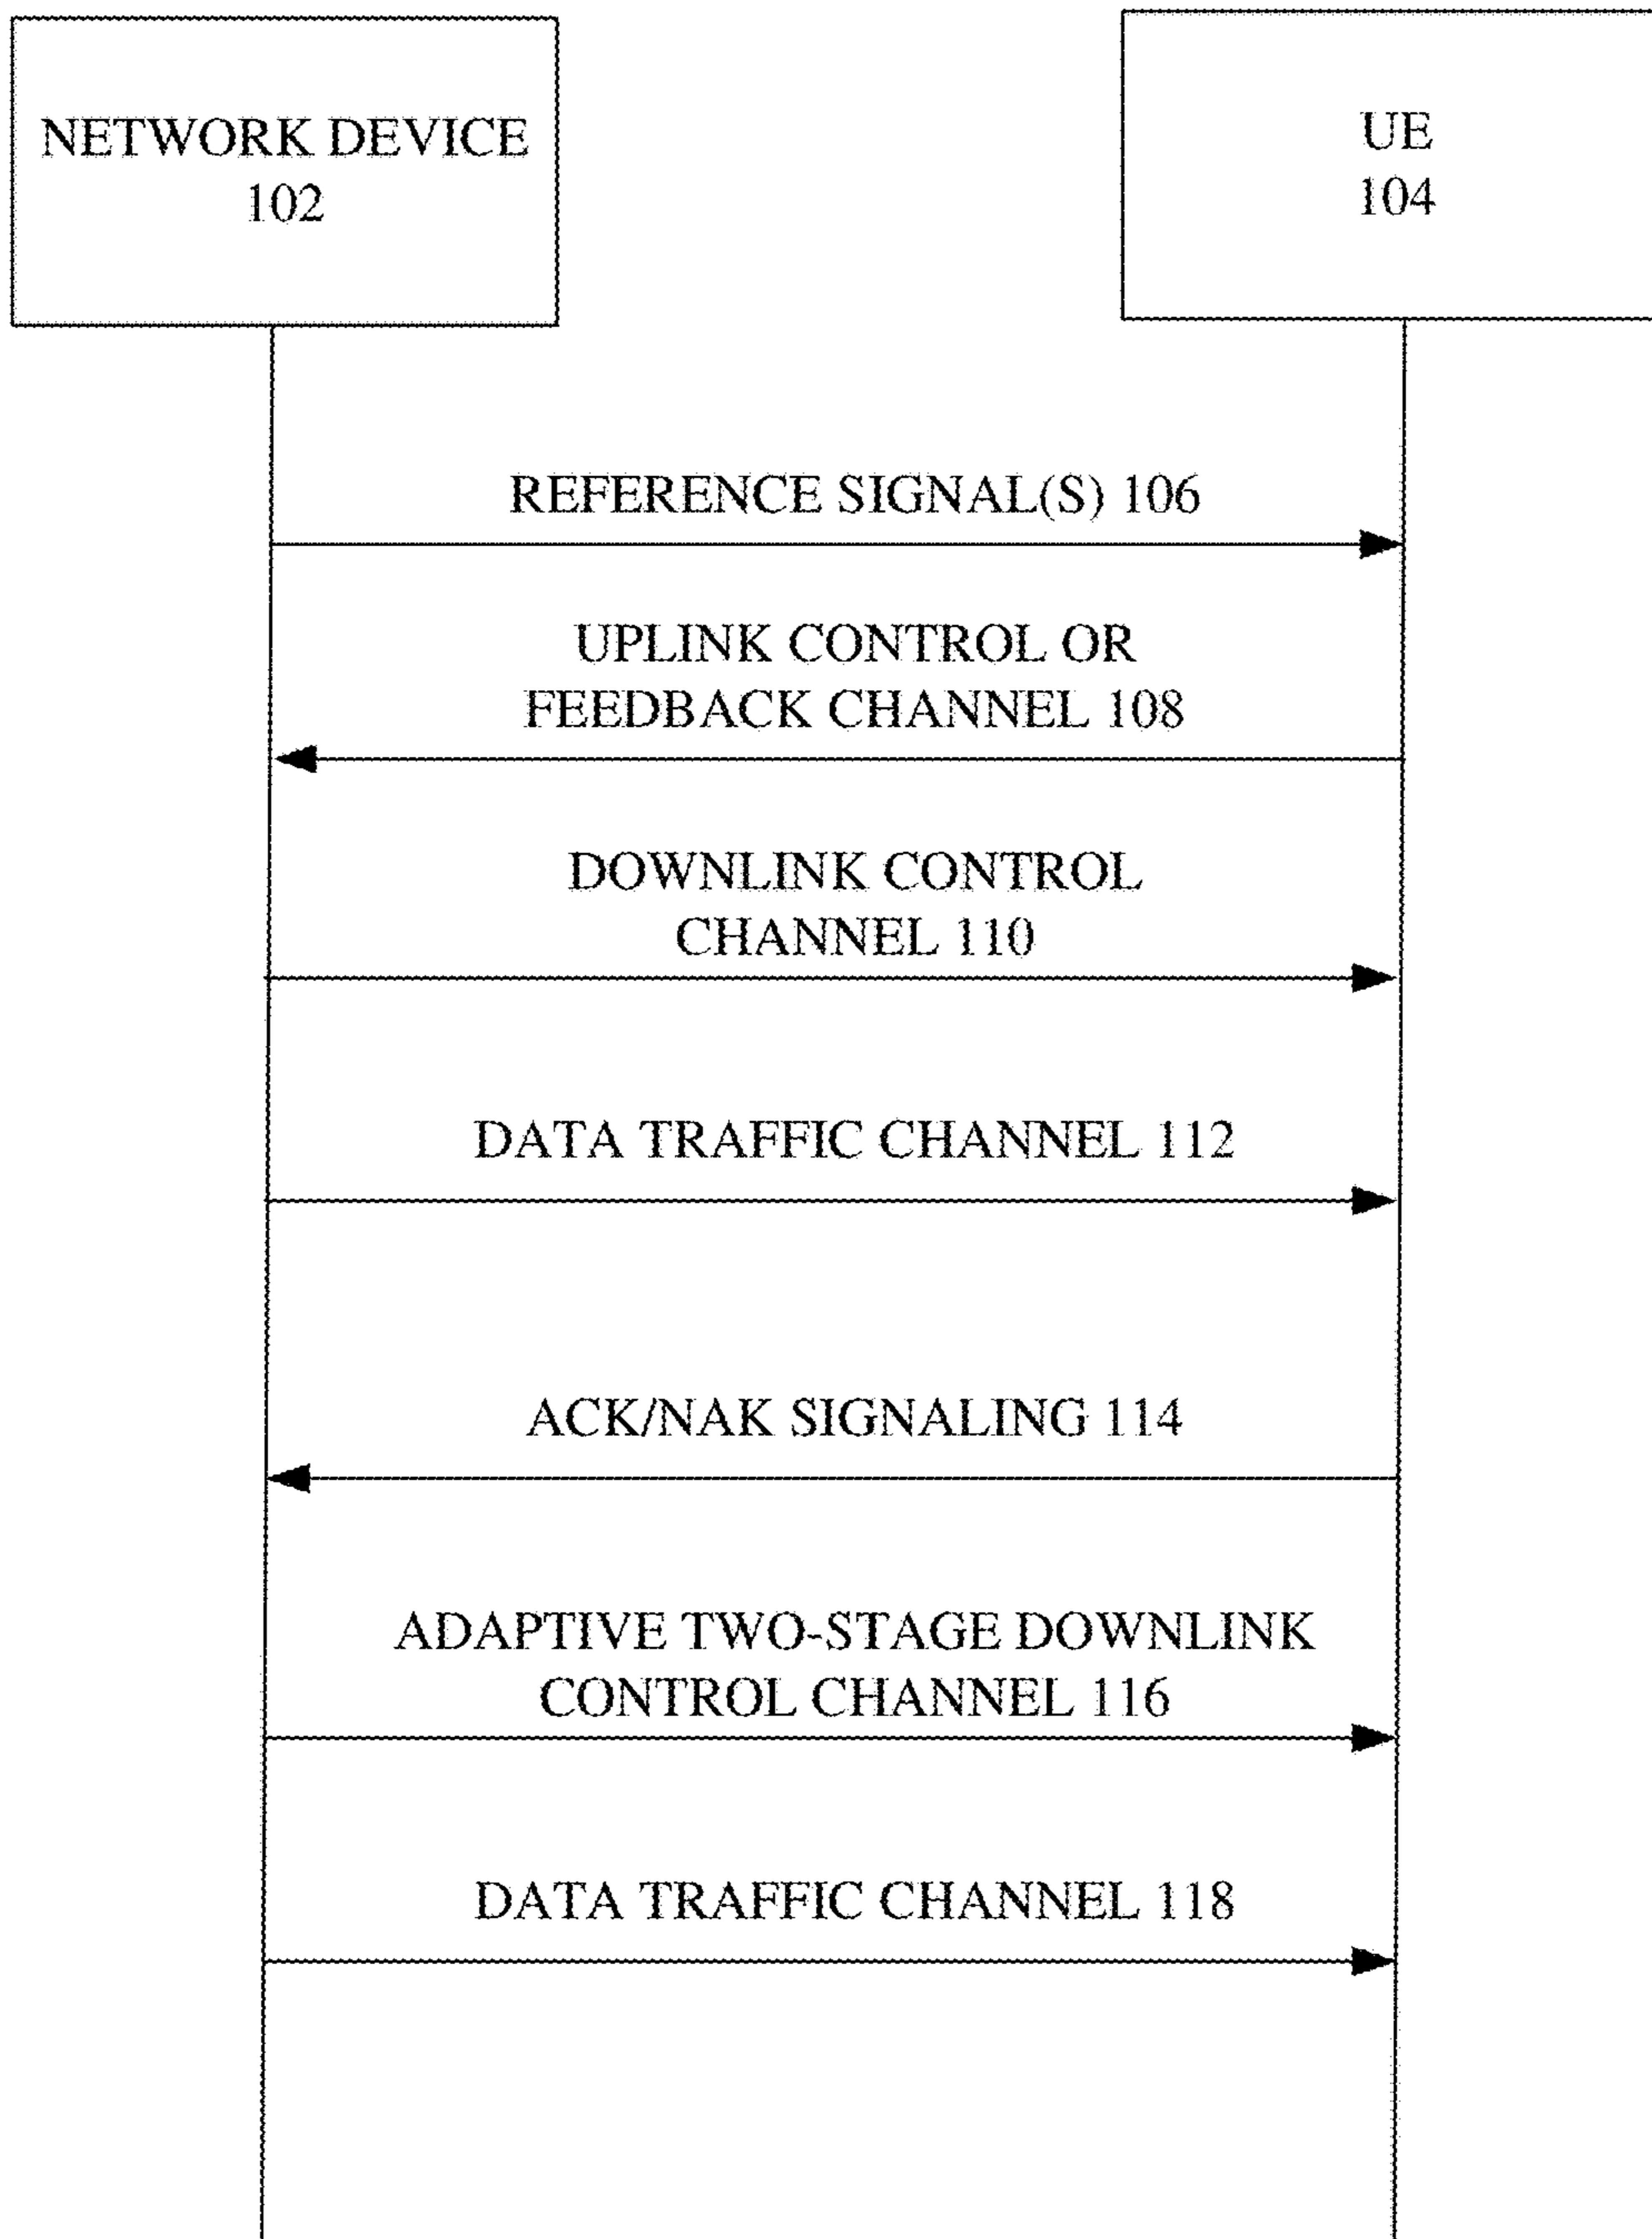 NETWORK DEVICE
102
UE
104
REFERENCE SIGNAL(S) 106
UPLINK CONTROL OR
FEEDBACK CHANNEL 108
DOWNLINK CONTROL
CHANNEL 110
DATA TRAFFIC CHANNEL 112
ACK/NAK SIGNALING 114
ADAPTIVE TWO-STAGE DOWNLINK
CONTROL CHANNEL 116
DATA TRAFFIC CHANNEL 118